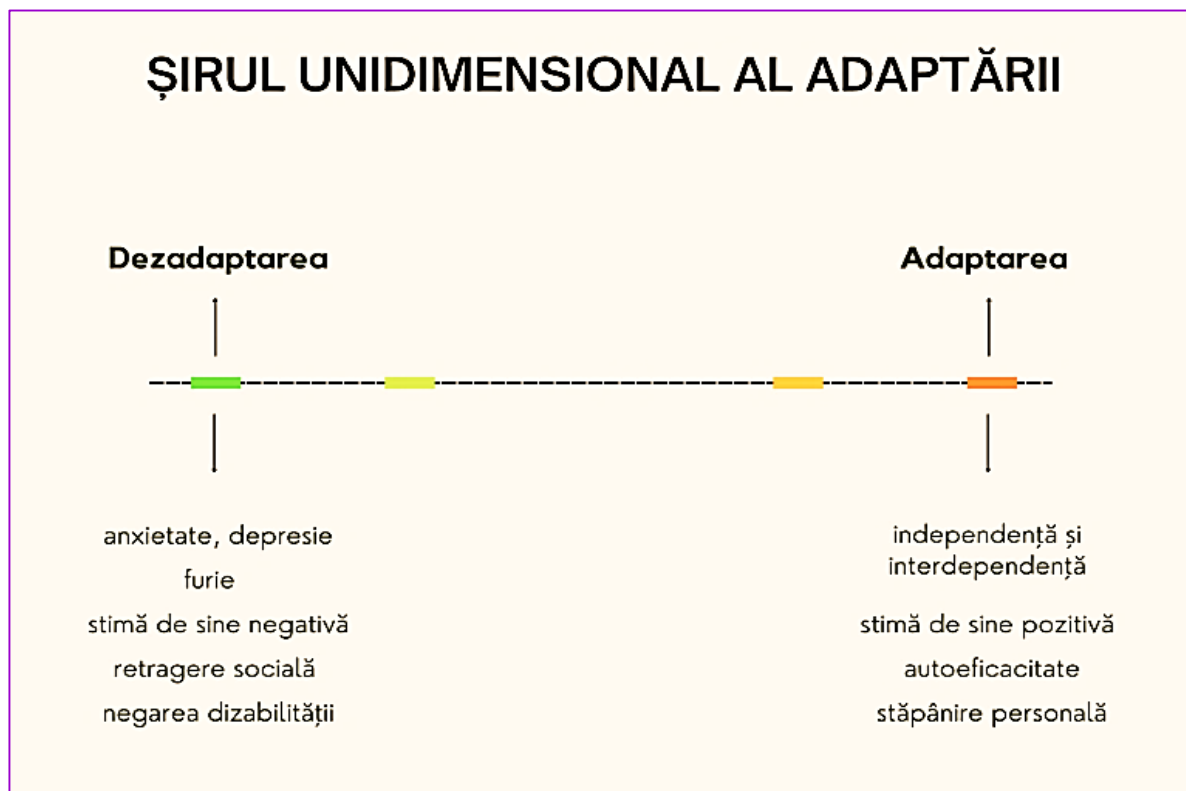 ȘIRUL UNIDIMENSIONAL AL ADAPTĂRII
Dezadaptarea
anxietate, depresie
furie
stimă de sine negativă
retragere socială
negarea dizabilității
Adaptarea
independență și
interdependență
stimă de sine pozitivă
autoeficacitate
stăpânire personală